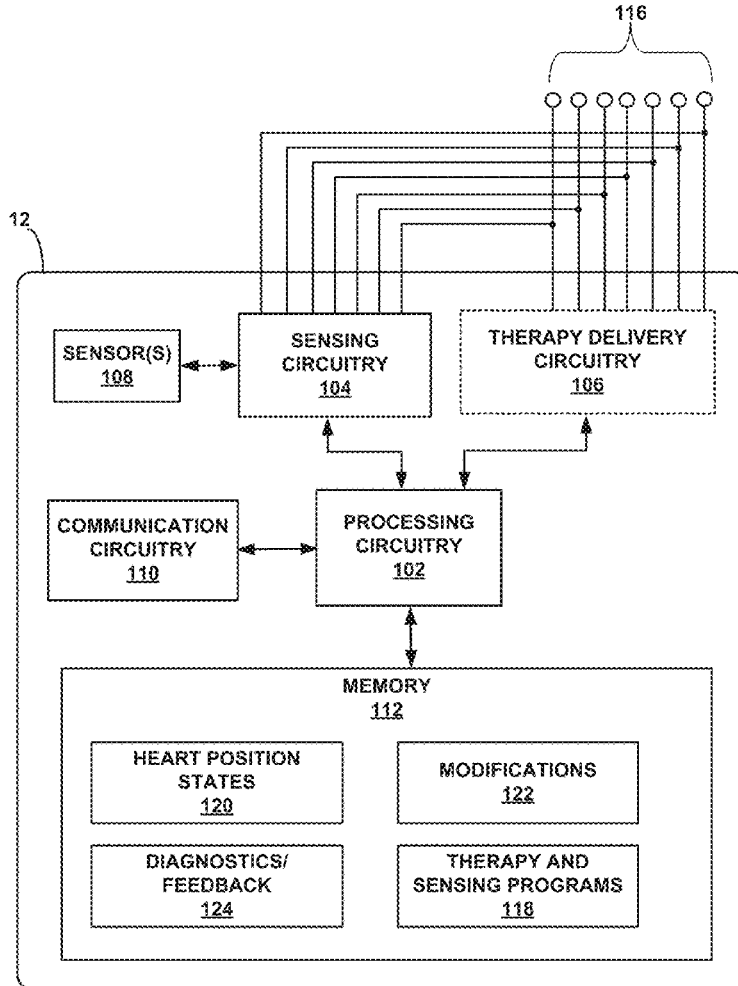 116
12
SENSING
CIRCUITRY
104
THERAPY DELIVERY
CIRCUITRY
106
SENSOR(S)
108
COMMUNICATION
CIRCUITRY
110
PROCESSING
CIRCUITRY
102
MEMORY
112
HEART POSITION
STATES
120
MODIFICATIONS
122
DIAGNOSTICS/
FEEDBACK
124
THERAPY AND
SENSING PROGRAMS
118